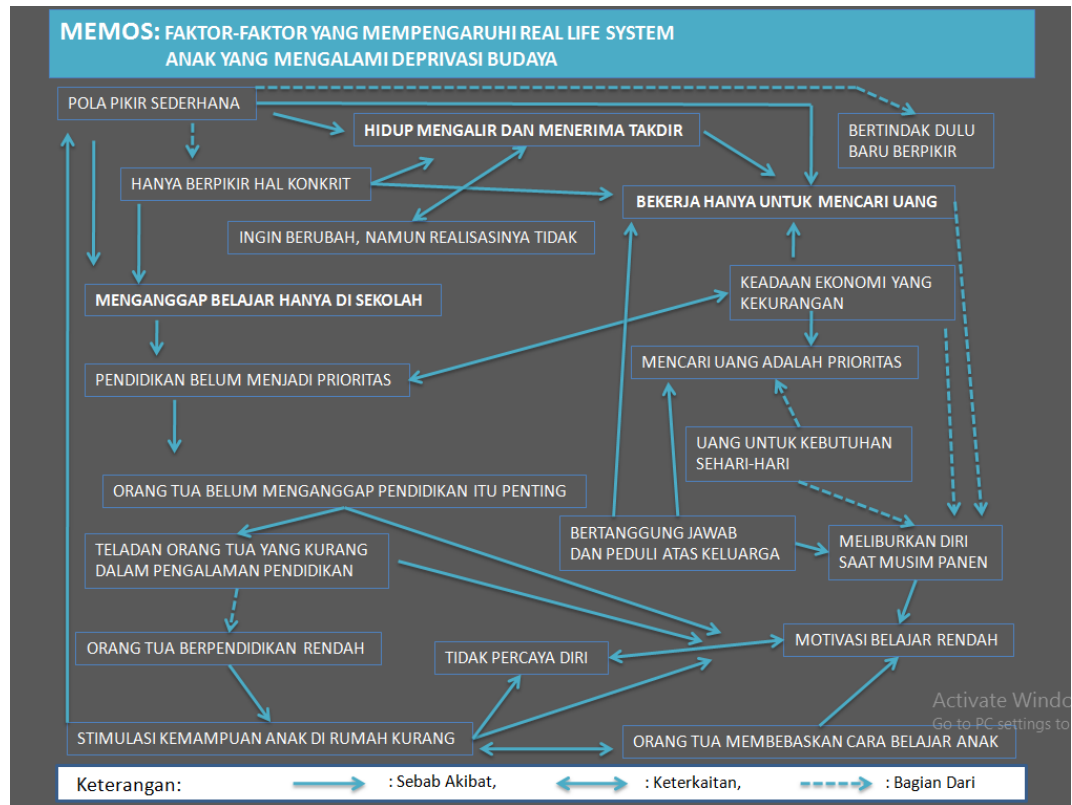 MEMOS: FAKTOR-FAKTOR YANG MEMPENGARUHI REAL LIFE SYSTEM
ANAK YANG MENGALAMI DEPRIVASI BUDAYA
POLA PIKIR SEDERHANA
HIDUP MENGALIR DAN MENERIMA TAKDIR
BERTINDAK DULU
BARU BERPIKIR
HANYA BERPIKIR HAL KONKRIT
BEKERJA HANYA UNTUK MENCARI UANG
INGIN BERUBAH, NAMUN REALISASINYA TIDAK
KEADAAN EKONOMI YANG
KEKURANGAN
MENGANGGAP BELAJAR HANYA DI SEKOLAH
MENCARI UANG ADALAH PRIORITAS
PENDIDIKAN BELUM MENJADI PRIORITAS
UANG UNTUK KEBUTUHAN
SEHARI-HARI
ORANG TUA BELUM MENGANGGAP PENDIDIKAN ITU PENTING
BERTANGGUNG JAWAB
DAN PEDULI ATAS KELUARGA
MELIBURKAN DIRI
SAAT MUSIM PANEN
TELADAN ORANG TUA YANG KURANG
DALAM PENGALAMAN PENDIDIKAN
ORANG TUA BERPENDIDIKAN RENDAH
TIDAK PERCAYA DIRI
MOTIVASI BELAJAR RENDAH
STIMULASI KEMAMPUAN ANAK DI RUMAH KURANG
ORANG TUA MEMBEBASKAN CARA BELAJAR ANAK
Activate Windo
Go to PC settings to
Keterangan: : Sebab Akibat, : Keterkaitan, : Bagian Dari